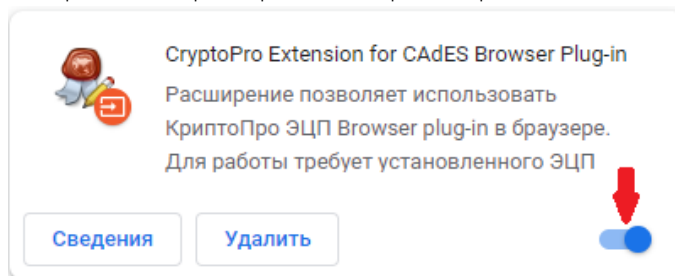 CryptoPro Extension for CAdES Browser Plug-in
Расширение позволяет использовать
КриптоПро ЭЦП Browser plug-in в браузере.
Для работы требует установленного ЭЦП
Сведения
Удалить